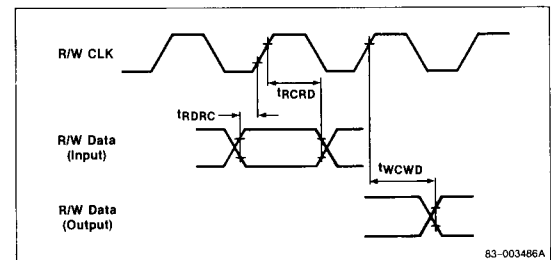 R/W CLK
tRCRD
tRDRC
R/W Data
(Input)
tWCWD
R/W Data
(Output)
83-003486A